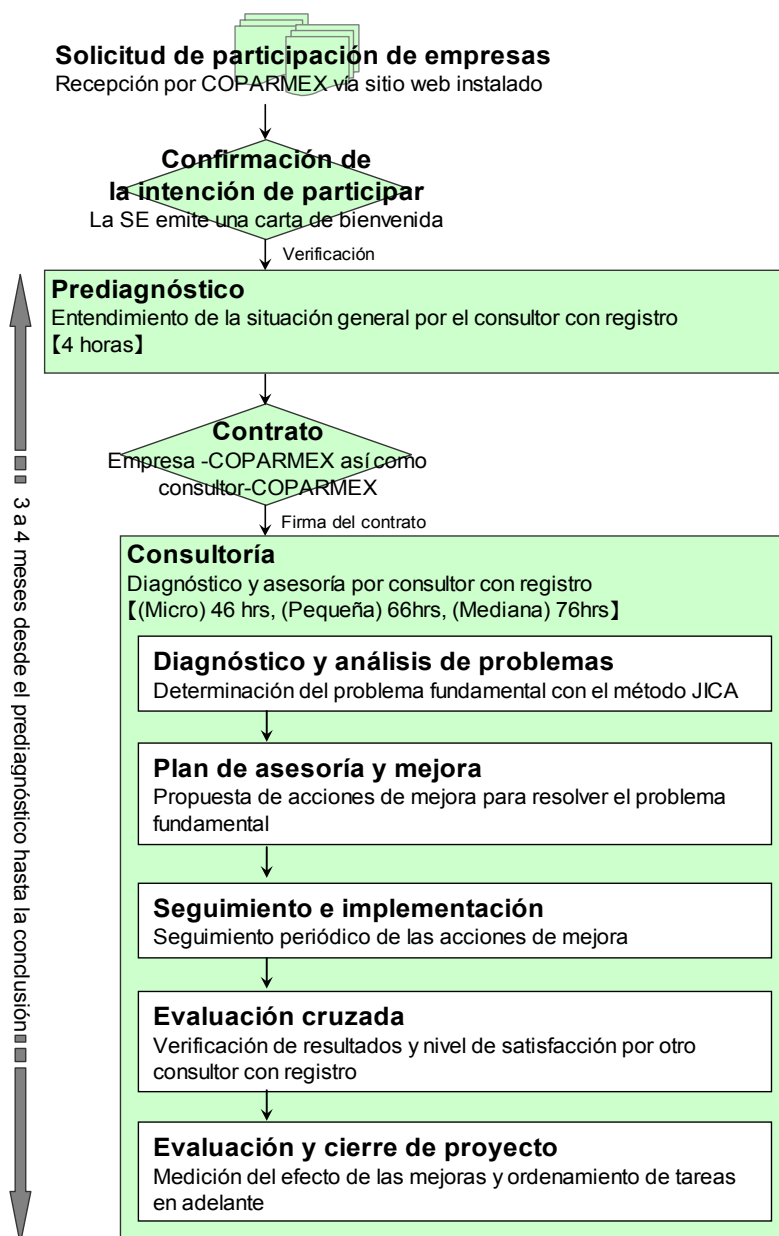 Solicitud de participación de empresas
Recepción por COPARMEX vía sitio web instalado
Confirmación de
la intención de participar
La SE emite una carta de bienvenida
Verificación
Prediagnóstico
Entendimiento de la situación general por el consultor con registro
【4 horas】
Contrato
Empresa -COPARMEX así como
consultor-COPARMEX
Firma del contrato
Consultoría
Diagnóstico y asesoría por consultor con registro
【(Micro) 46 hrs, (Pequeña) 66hrs, (Mediana) 76hrs】
Diagnóstico y análisis de problemas
Determinación del problema fundamental con el método JICA
Plan de asesoría y mejora
Propuesta de acciones de mejora para resolver el problema
fundamental
Seguimiento e implementación
Seguimiento periódico de las acciones de mejora
Evaluación cruzada
Verificación de resultados y nivel de satisfacción por otro
consultor con registro
Evaluación y cierre de proyecto
Medición del efecto de las mejoras y ordenamiento de tareas
en adelante
3 a 4 meses desde el prediagnóstico hasta la conclusión